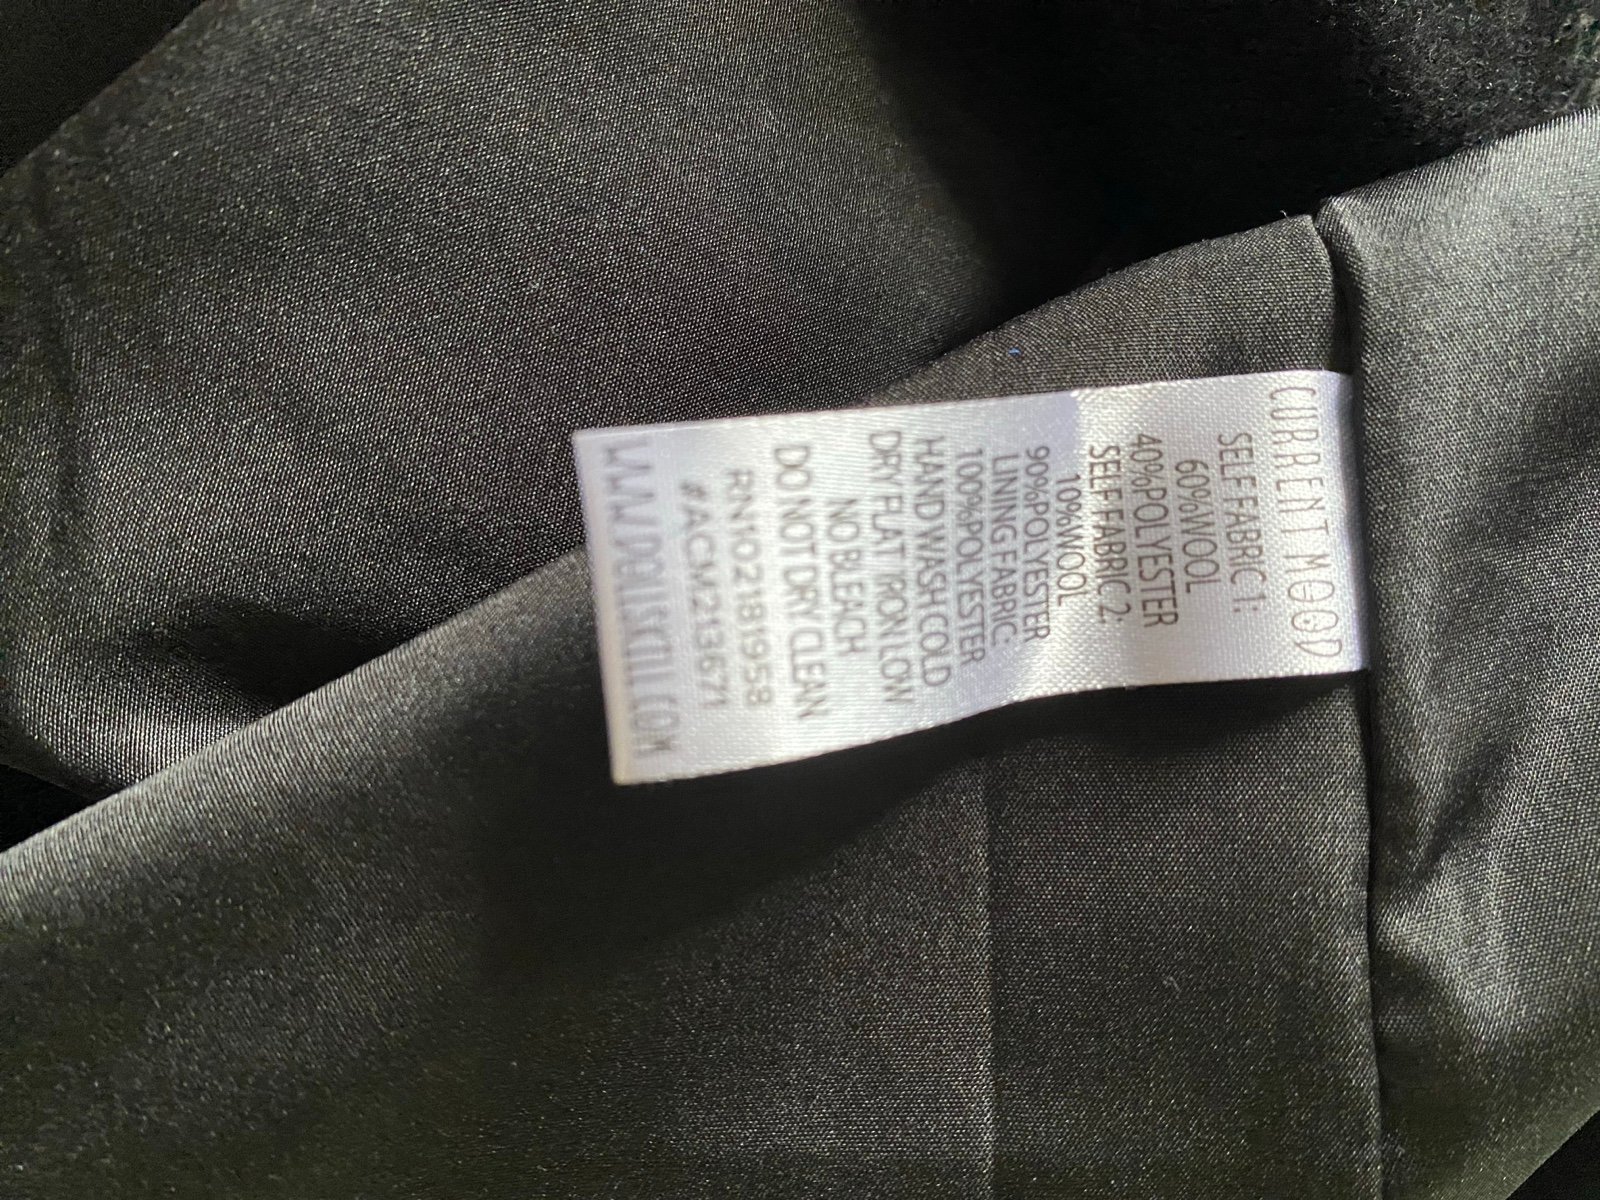 CURRENT MOOD
SELF FABRIC 1:
60%WOOL
40%POLYESTER
SELF FABRIC 2:
10%WOOL
90%POLYESTER
LINING FABRIC
100%POLYESTER
HAND WASH COLD
DRY FLAT / IRON LOW
NO BLEACH
DO NOT DRY CLEAN
RN102181958
#ACM213671
WWW.DOLLSKILL.COM